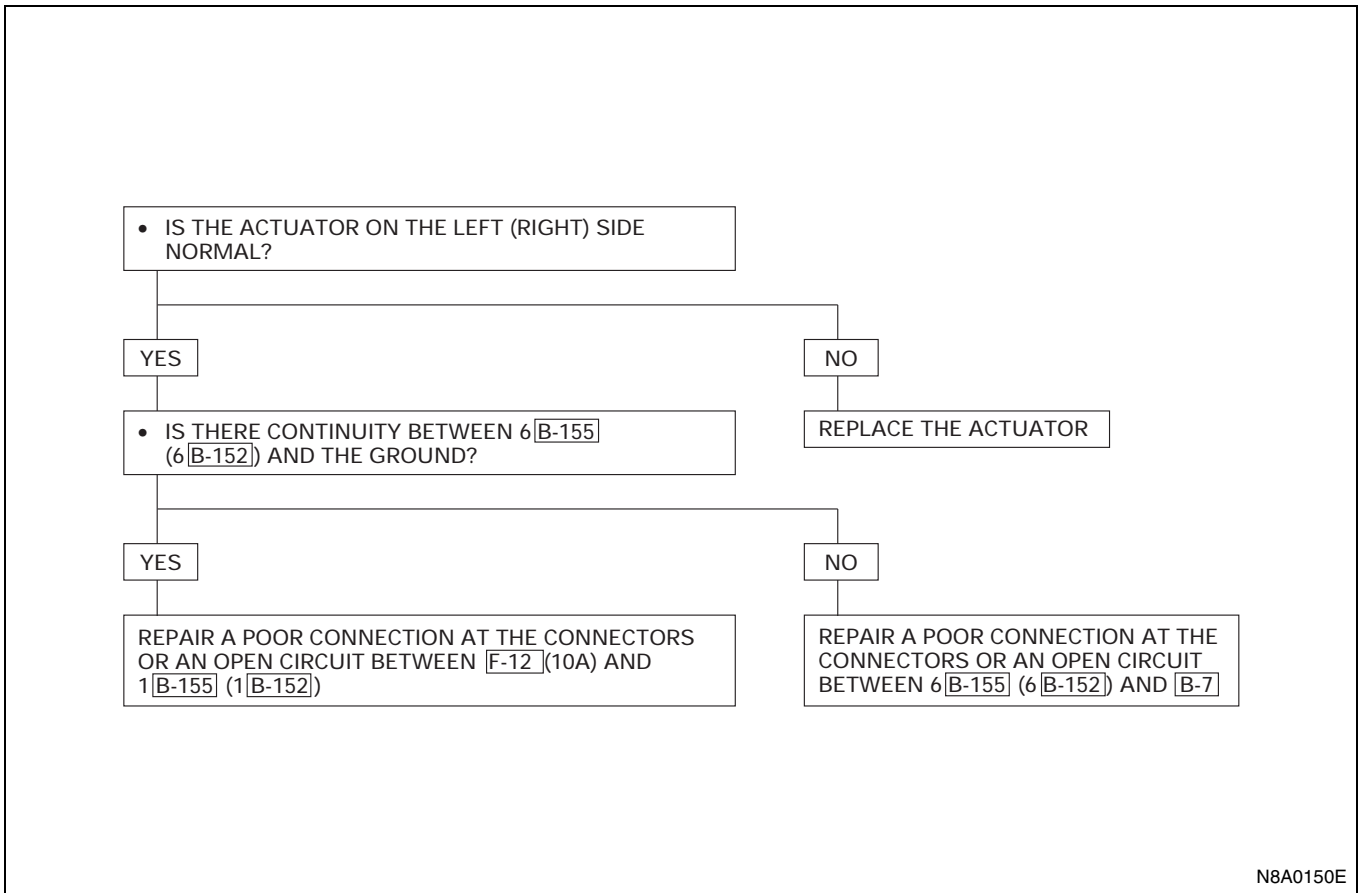 • IS THE ACTUATOR ON THE LEFT (RIGHT) SIDE
NORMAL?
YES
NO
• IS THERE CONTINUITY BETWEEN 6 B-155
(6 B-152) AND THE GROUND?
REPLACE THE ACTUATOR
YES
NO
REPAIR A POOR CONNECTION AT THE CONNECTORS
OR AN OPEN CIRCUIT BETWEEN F-12 (10A) AND
1 B-155 (1 B-152)
REPAIR A POOR CONNECTION AT THE
CONNECTORS OR AN OPEN CIRCUIT
BETWEEN 6 B-155 (6 B-152) AND B-7
N8A0150E